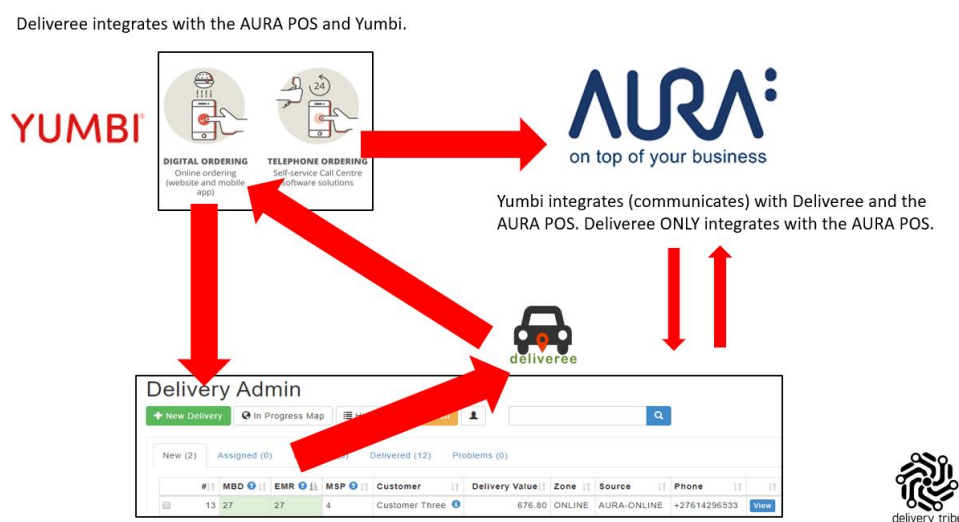 Deliveree integrates with the AURA POS and Yumbi.
YUMBI
24
DIGITAL ORDERING
Online ordering
(website and mobile
app)
TELEPHONE ORDERING
Self-service Call Centre
software solutions
AURA
on top of your business
Yumbi integrates (communicates) with Deliveree and the
AURA POS. Deliveree ONLY integrates with the AURA POS.
deliveree
Delivery Admin
+ New Delivery In Progress Map
New (2) Assigned (0) Delivered (12) Problems (0)
# MBD EMR MSP Customer Delivery Value Zone Source Phone
13 27 27 4 Customer Three 676.80 ONLINE AURA-ONLINE +27614296533 View
delivery tribe